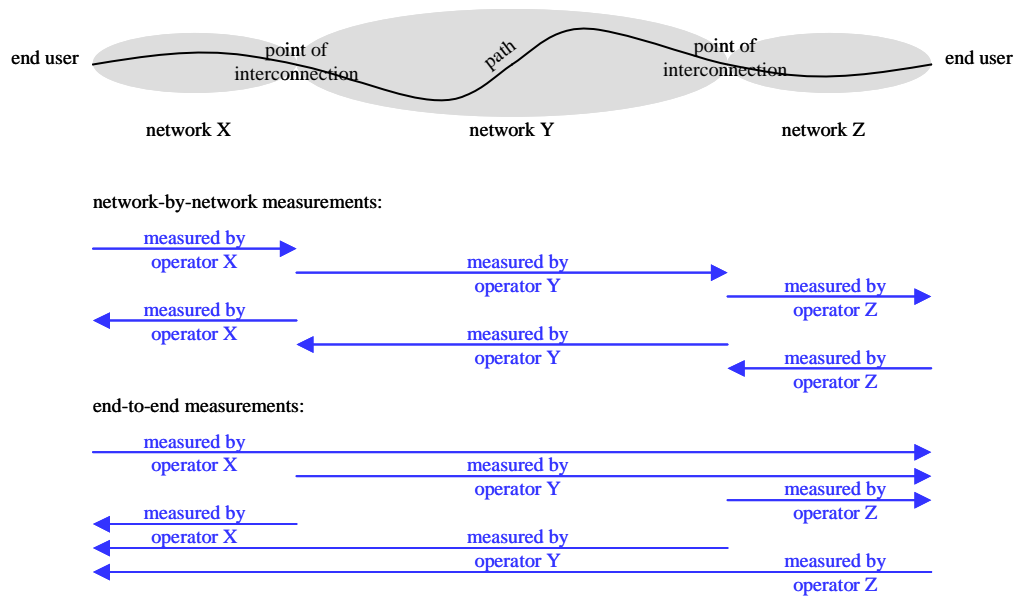 end user
point of
interconnection
path
point of
interconnection
end user
network X
network Y
network Z
network-by-network measurements:
measured by
operator X
measured by
operator Y
measured by
operator Z
measured by
operator X
measured by
operator Y
measured by
operator Z
end-to-end measurements:
measured by
operator X
measured by
operator Y
measured by
operator Z
measured by
operator X
measured by
operator Y
measured by
operator Z